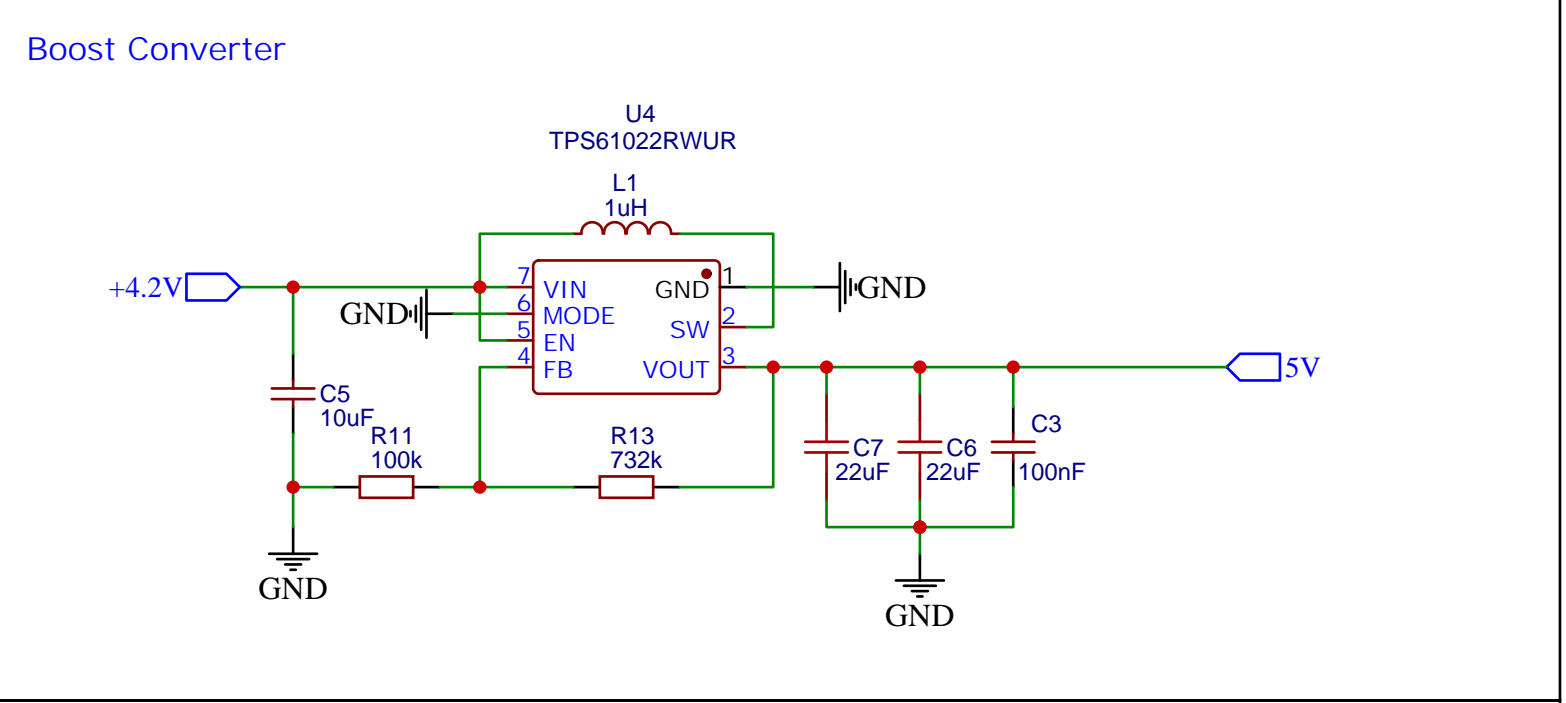 Boost Converter
U4
TPS61022RWUR
L1
1uH
+4.2V
7
VIN
GND
1
GND
GND
6
MODE
SW
2
5
EN
4
FB
VOUT
3
5V
C5
10uF
R11
100k
R13
732k
C7
22uF
C6
22uF
C3
100nF
GND
GND